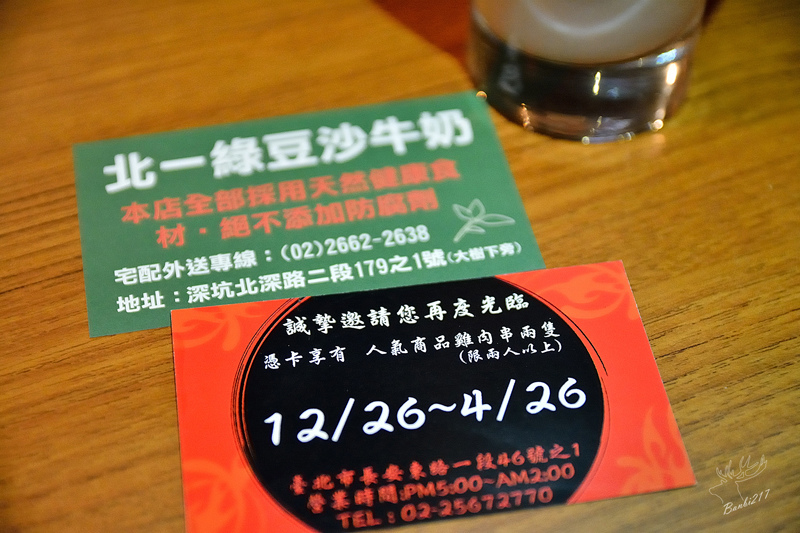 北一綠豆沙牛奶
本店全部採用天然健康食
材·絕不添加防腐劑
宅配外送專線：(02)2662-2638
地址：深坑北深路二段179之1號(大樹下旁)
誠摯邀請您再度光臨
憑卡享有 人氣商品雞肉串兩隻
(限兩人以上)
12/26~4/26
臺北市長安東路一段46號之1
營業時間:PM5:00~AM2:00
TEL：02-25672770
Banbi217